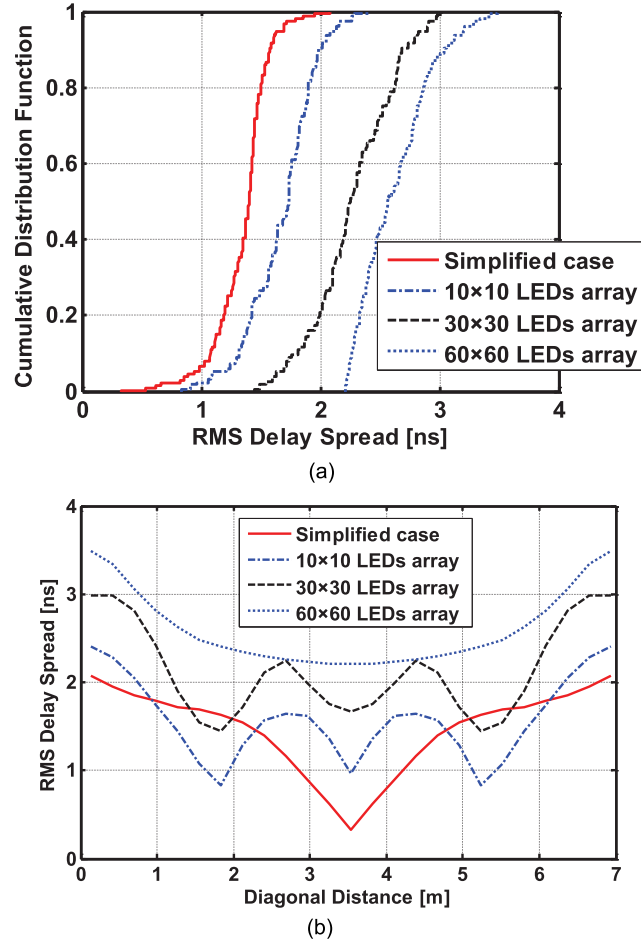 1
0.8
0.6
0.4
0.2
0
Cumulative Distribution Function
Simplified case
10×10 LEDs array
30×30 LEDs array
60×60 LEDs array
0 1 2 3 4
RMS Delay Spread [ns]
(a)
4
3
2
1
0
RMS Delay Spread [ns]
Simplified case
10×10 LEDs array
30×30 LEDs array
60×60 LEDs array
0 1 2 3 4 5 6 7
Diagonal Distance [m]
(b)